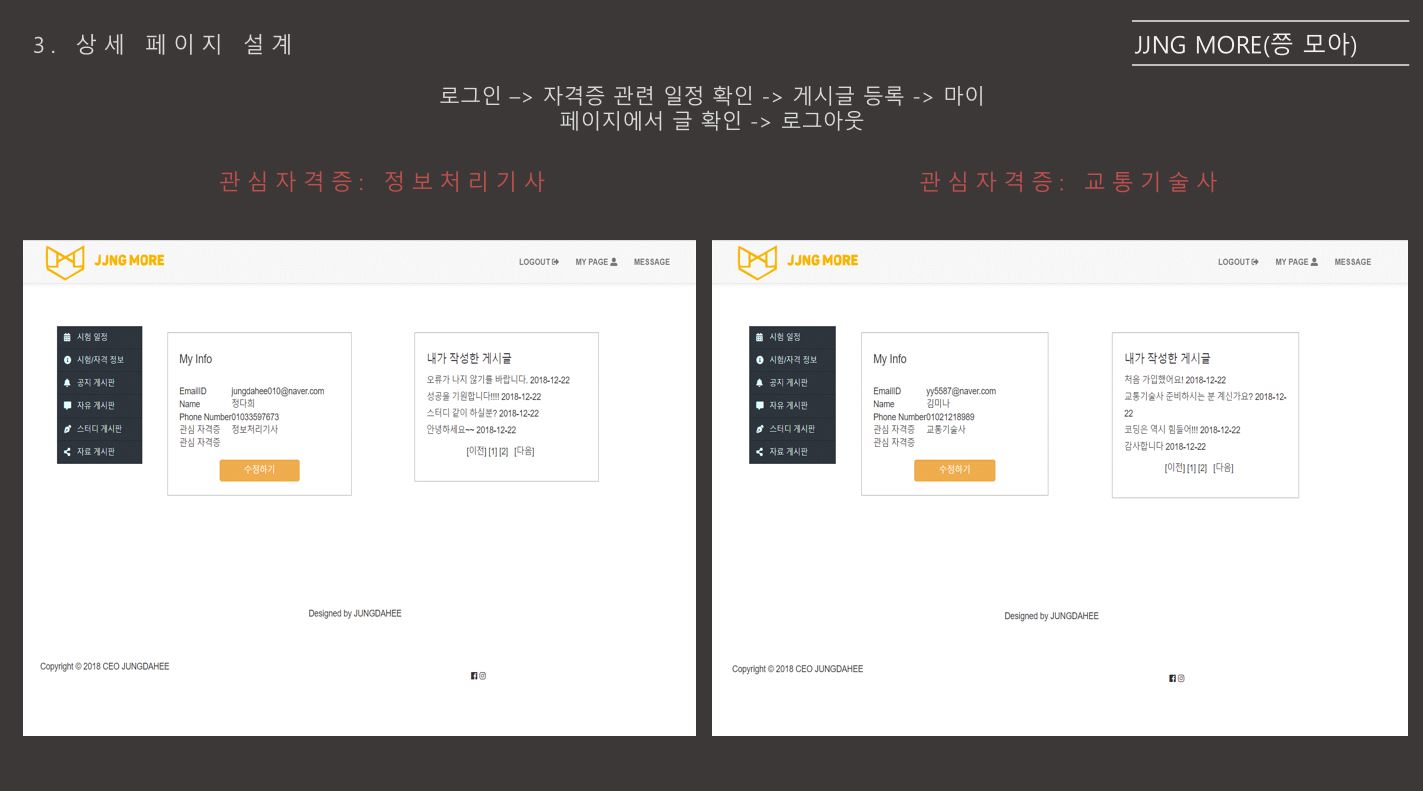 3. 상세 페이지 설계
JJNG MORE(쯩 모아)
로그인 –> 자격증 관련 일정 확인 -> 게시글 등록 -> 마이
페이지에서 글 확인 -> 로그아웃
관심자격증: 정보처리기사
관심자격증: 교통기술사
JJNG MORE
LOGOUT MY PAGE MESSAGE
시험 일정
시험/자격 정보
공지 게시판
자유 게시판
스터디 게시판
자료 게시판
My Info
EmailID jungdahee010@naver.com
Name 정다희
Phone Number01033597673
관심 자격증 정보처리기사
관심 자격증
수정하기
내가 작성한 게시글
오류가 나지 않기를 바랍니다. 2018-12-22
성공을 기원합니다!!!! 2018-12-22
스터디 같이 하실분? 2018-12-22
안녕하세요~~ 2018-12-22
[이전] [1] [2] [다음]
Designed by JUNGDAHEE
Copyright © 2018 CEO JUNGDAHEE
JJNG MORE
LOGOUT MY PAGE MESSAGE
시험 일정
시험/자격 정보
공지 게시판
자유 게시판
스터디 게시판
자료 게시판
My Info
EmailID yy5587@naver.com
Name 김미나
Phone Number01021218989
관심 자격증 교통기술사
관심 자격증
수정하기
내가 작성한 게시글
처음 가입했어요! 2018-12-22
교통기술사 준비하시는 분 계신가요? 2018-12-
22
코딩은 역시 힘들어!!! 2018-12-22
감사합니다 2018-12-22
[이전] [1] [2] [다음]
Designed by JUNGDAHEE
Copyright © 2018 CEO JUNGDAHEE